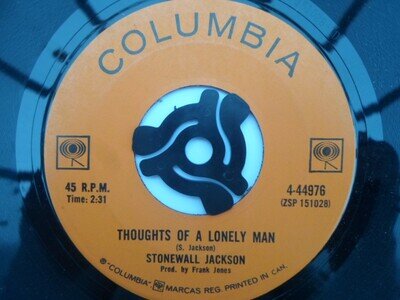 COLUMBIA
45 R.P.M.
Time: 2:31
4-44976
(ZSP 151028)
THOUGHTS OF A LONELY MAN
(S. Jackson)
STONEWALL JACKSON
Prod. by Frank Jones
® "COLUMBIA" MARCAS REG. PRINTED IN CAN.